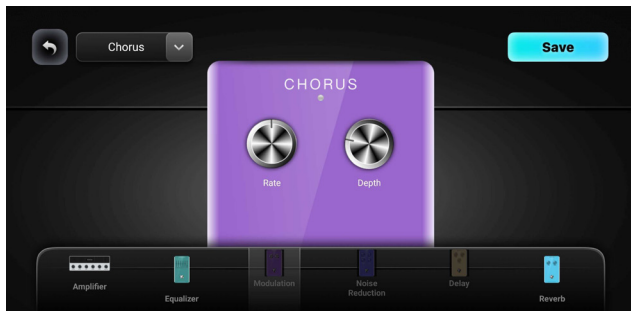 Chorus
Save
CHORUS
Rate
Depth
Amplifier
Equalizer
Modulation
Noise
Reduction
Delay
Reverb